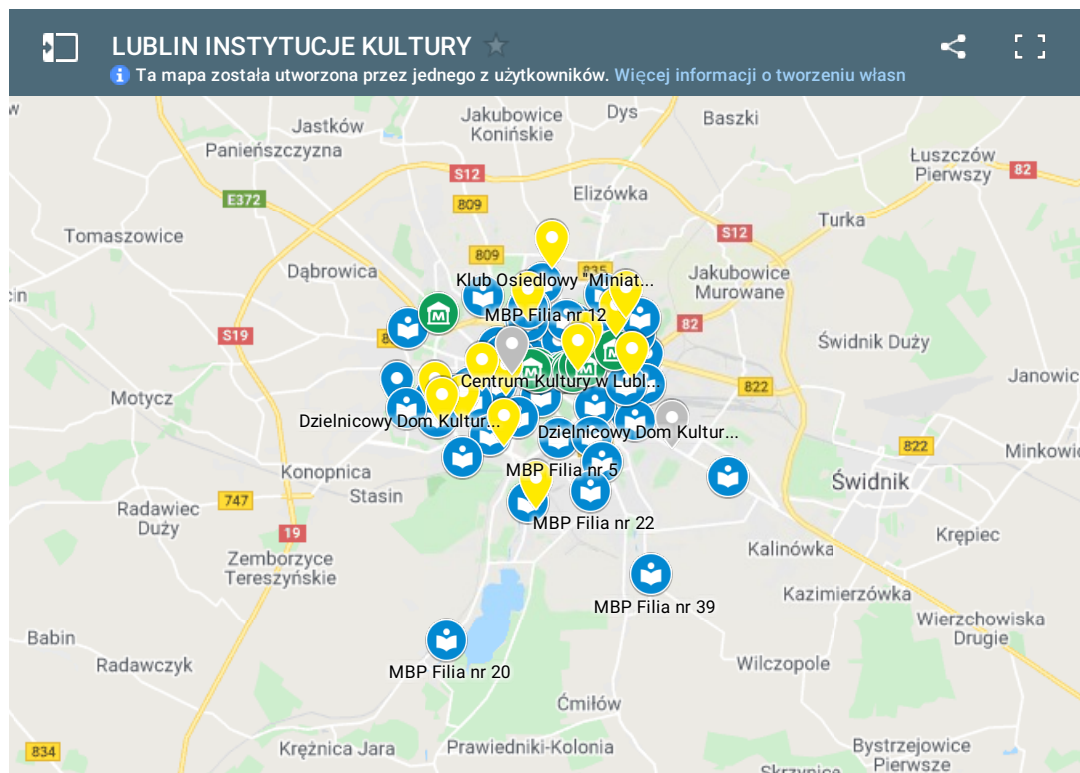 LUBLIN INSTYTUCJE KULTURY
Ta mapa została utworzona przez jednego z użytkowników. Więcej informacji o tworzeniu własn
Jastków
Jakubowice
Konińskie
Dys
Baszki
Panieńszczyzna
Łuszczów
Pierwszy
82
S12
E372
809
Elizówka
Turka
S12
Tomaszowice
809
835
Dąbrowica
Klub Osiedlowy "Miniat...
Jakubowice
Murowane
MBP Filia nr 12
82
S19
Świdnik Duży
Janowic
Centrum Kultury w Lubl...
822
Motycz
Dzielnicowy Dom Kultur...
Dzielnicowy Dom Kultur...
822
Minkowic
Konopnica
MBP Filia nr 5
Świdnik
Stasin
747
Radawiec
Duży
MBP Filia nr 22
19
Krępiec
Kalinówka
Zemborzyce
Tereszyńskie
Kazimierzówka
MBP Filia nr 39
Wierzchowiska
Drugie
Babin
Radawczyk
MBP Filia nr 20
Wilczopole
Ćmiłów
834
Krężnica Jara
Prawiedniki-Kolonia
Bystrzejowice
Pierwsze
Skrzynice